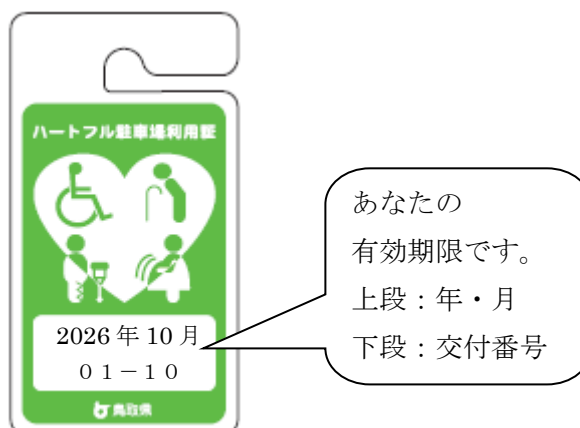 ハートフル駐車場利用証
2026年10月
０１－１０
鳥取県
あなたの
有効期限です。
上段：年・月
下段：交付番号